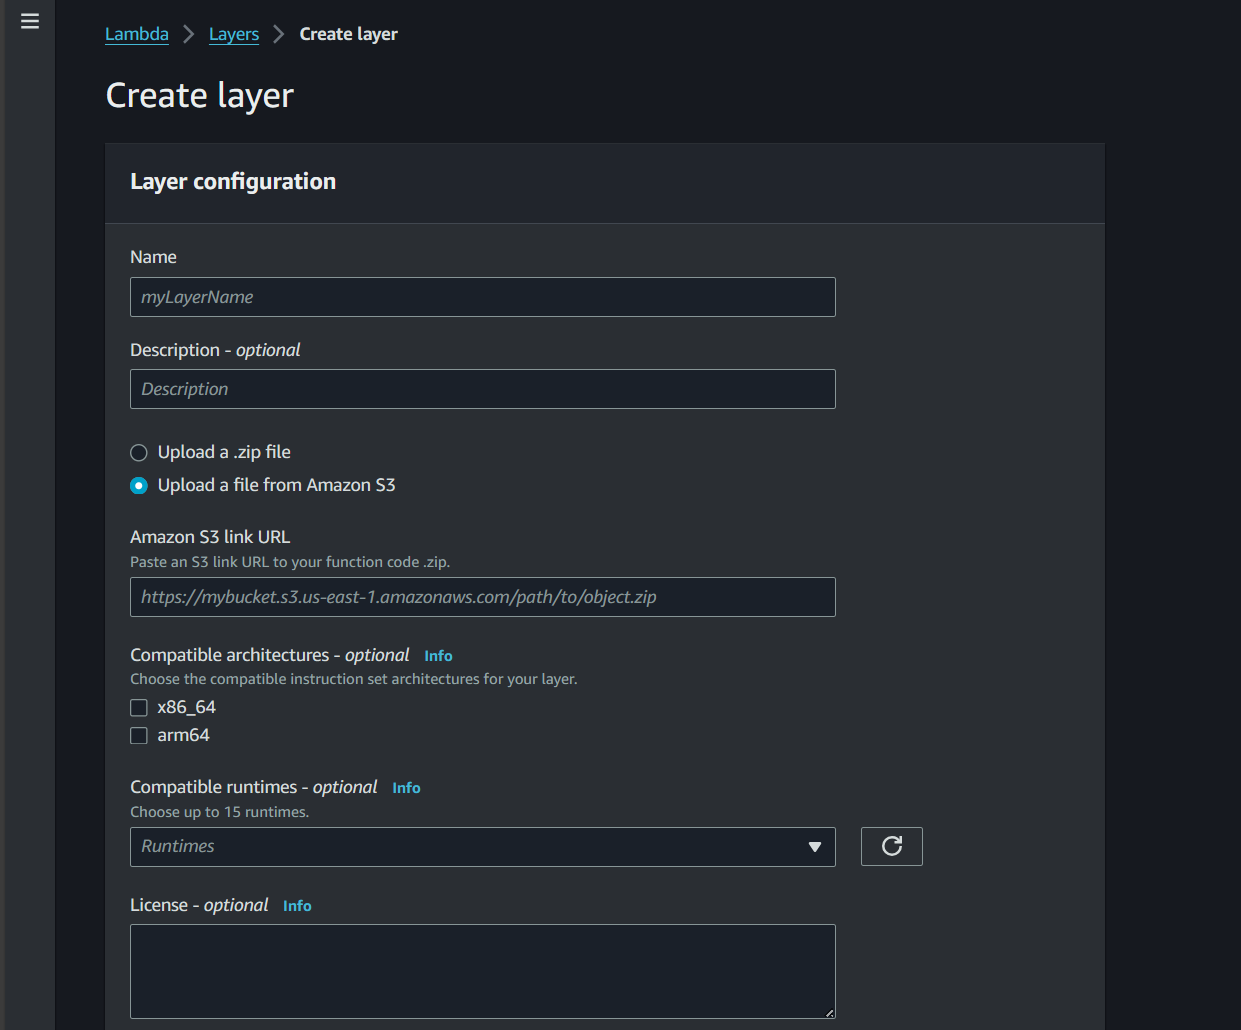 Lambda > Layers > Create layer
Create layer
Layer configuration
Name
myLayerName
Description - optional
Description
Upload a .zip file
Upload a file from Amazon S3
Amazon S3 link URL
Paste an S3 link URL to your function code .zip.
https://mybucket.s3.us-east-1.amazonaws.com/path/to/object.zip
Compatible architectures - optional Info
Choose the compatible instruction set architectures for your layer.
x86_64
arm64
Compatible runtimes - optional Info
Choose up to 15 runtimes.
Runtimes
License - optional Info